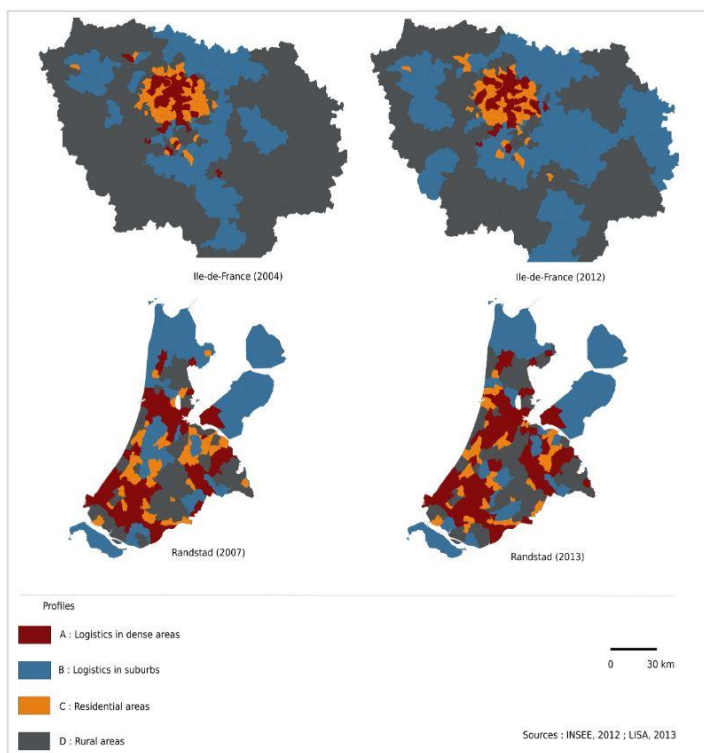 Ile-de-France (2004)
Ile-de-France (2012)
Randstad (2007)
Randstad (2013)
Profiles
A : Logistics in dense areas
B : Logistics in suburbs
C : Residential areas
D : Rural areas
0 30 km
Sources : INSEE, 2012 ; LISA, 2013